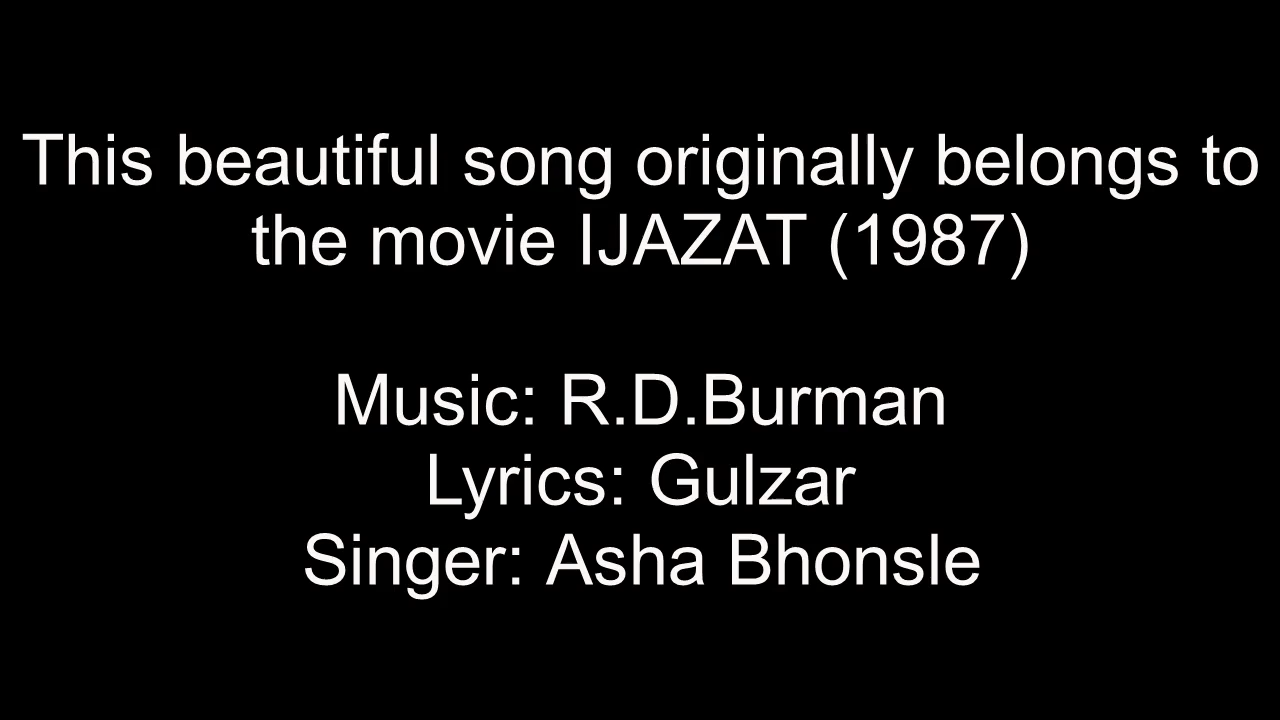 This beautiful song originally belongs to
the movie IJAZAT (1987)
Music: R.D.Burman
Lyrics: Gulzar
Singer: Asha Bhonsle